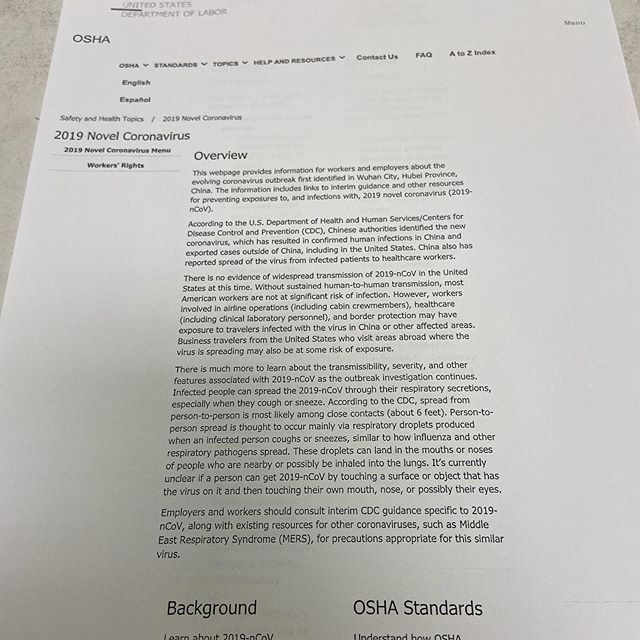 UNITED STATES
DEPARTMENT OF LABOR
Menu
OSHA
OSHA STANDARDS TOPICS HELP AND RESOURCES Contact Us FAQ A to Z Index
English
Español
Safety and Health Topics / 2019 Novel Coronavirus
2019 Novel Coronavirus
2019 Novel Coronavirus Menu
Workers' Rights
Overview
This webpage provides information for workers and employers about the
evolving coronavirus outbreak first identified in Wuhan City, Hubei Province,
China. The information includes links to interim guidance and other resources
for preventing exposures to, and infections with, 2019 novel coronavirus (2019-
nCoV).
According to the U.S. Department of Health and Human Services/Centers for
Disease Control and Prevention (CDC), Chinese authorities identified the new
coronavirus, which has resulted in confirmed human infections in China and
exported cases outside of China, including in the United States. China also has
reported spread of the virus from infected patients to healthcare workers.
There is no evidence of widespread transmission of 2019-nCoV in the United
States at this time. Without sustained human-to-human transmission, most
American workers are not at significant risk of infection. However, workers
involved in airline operations (including cabin crewmembers), healthcare
(including clinical laboratory personnel), and border protection may have
exposure to travelers infected with the virus in China or other affected areas.
Business travelers from the United States who visit areas abroad where the
virus is spreading may also be at some risk of exposure.
There is much more to learn about the transmissibility, severity, and other
features associated with 2019-nCoV as the outbreak investigation continues.
Infected people can spread the 2019-nCoV through their respiratory secretions,
especially when they cough or sneeze. According to the CDC, spread from
person-to-person is most likely among close contacts (about 6 feet). Person-to-
person spread is thought to occur mainly via respiratory droplets produced
when an infected person coughs or sneezes, similar to how influenza and other
respiratory pathogens spread. These droplets can land in the mouths or noses
of people who are nearby or possibly be inhaled into the lungs. It's currently
unclear if a person can get 2019-nCoV by touching a surface or object that has
the virus on it and then touching their own mouth, nose, or possibly their eyes.
Employers and workers should consult interim CDC guidance specific to 2019-
nCoV, along with existing resources for other coronaviruses, such as Middle
East Respiratory Syndrome (MERS), for precautions appropriate for this similar
virus.
Background
OSHA Standards
Learn about 2019-nCoV
Understand how OSHA